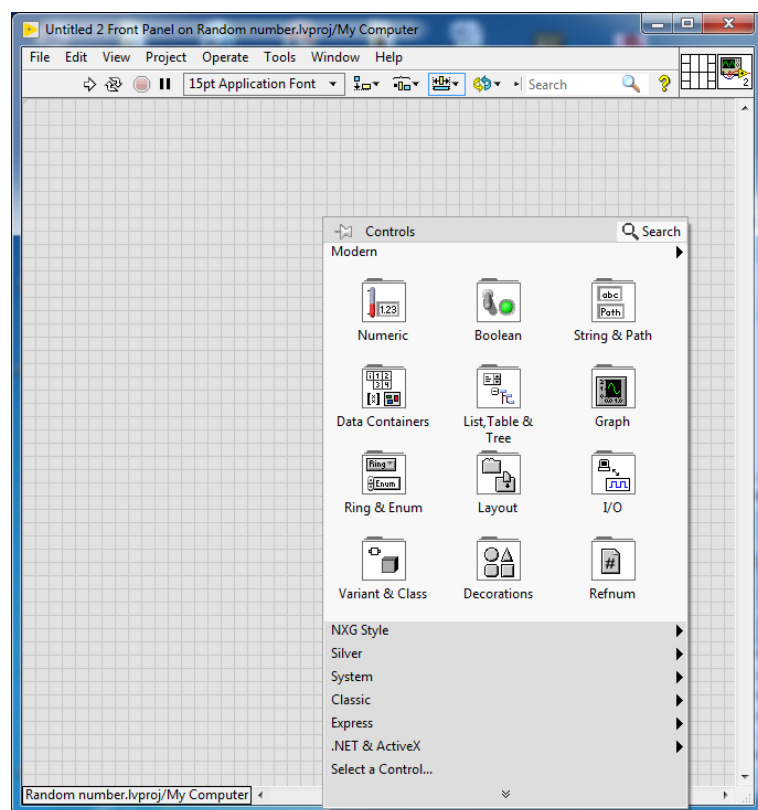 Untitled 2 Front Panel on Random number.lvproj/My Computer
File Edit View Project Operate Tools Window Help
15pt Application Font Search 2
Controls Search
Modern
1.23
abc
Path
Numeric Boolean String & Path
Data Containers List, Table & Tree Graph
Ring
Enum
Ring & Enum Layout I/O
#
Variant & Class Decorations Refnum
NXG Style
Silver
System
Classic
Express
.NET & ActiveX
Select a Control...
Random number.lvproj/My Computer